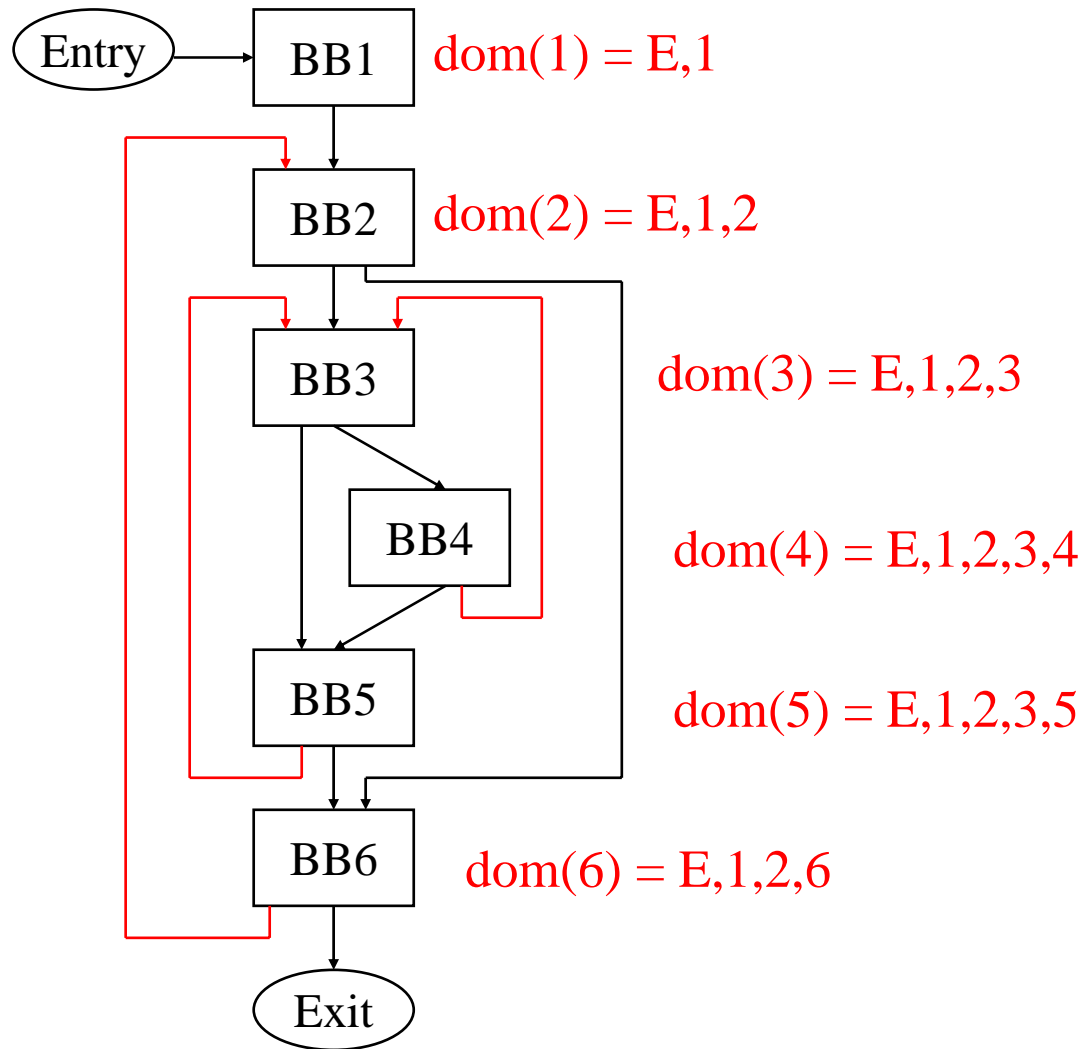 Entry
BB1
dom(1) = E,1
BB2
dom(2) = E,1,2
BB3
dom(3) = E,1,2,3
BB4
dom(4) = E,1,2,3,4
BB5
dom(5) = E,1,2,3,5
BB6
dom(6) = E,1,2,6
Exit